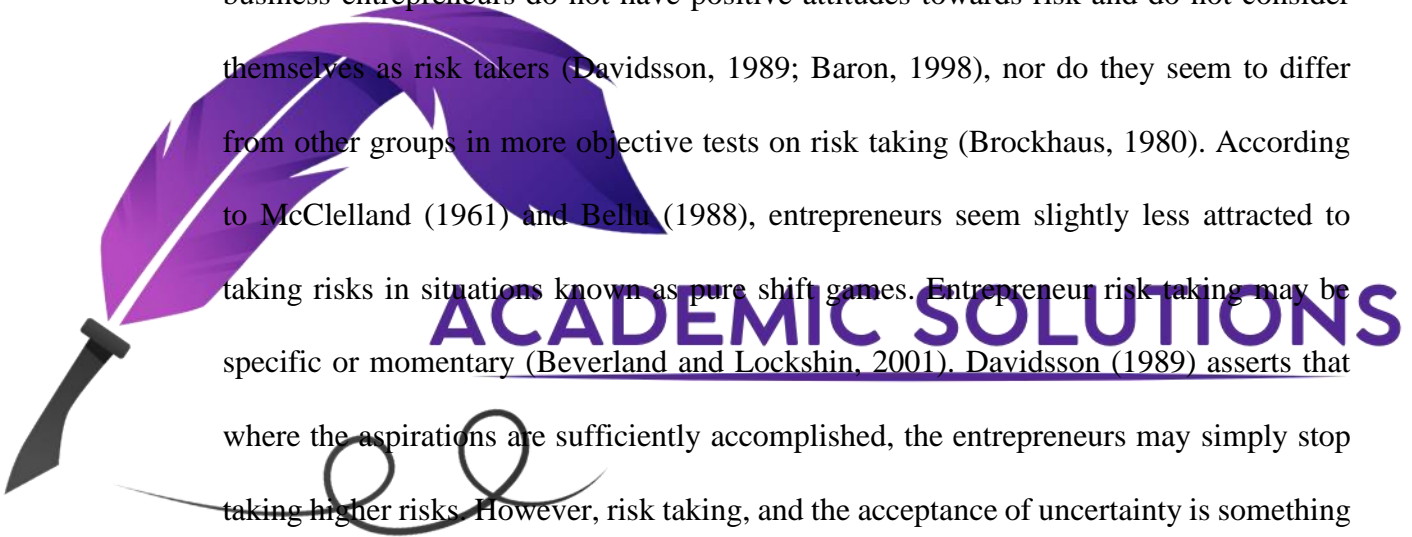 business entrepreneurs do not have positive attitudes towards risk and do not consider
themselves as risk takers (Davidsson, 1989; Baron, 1998), nor do they seem to differ
from other groups in more objective tests on risk taking (Brockhaus, 1980). According
to McClelland (1961) and Bellu (1988), entrepreneurs seem slightly less attracted to
taking risks in situations known as pure shift games. Entrepreneur risk taking may be
ACADEMIC SOLUTIONS
specific or momentary (Beverland and Lockshin, 2001). Davidsson (1989) asserts that
where the aspirations are sufficiently accomplished, the entrepreneurs may simply stop
taking higher risks. However, risk taking, and the acceptance of uncertainty is something